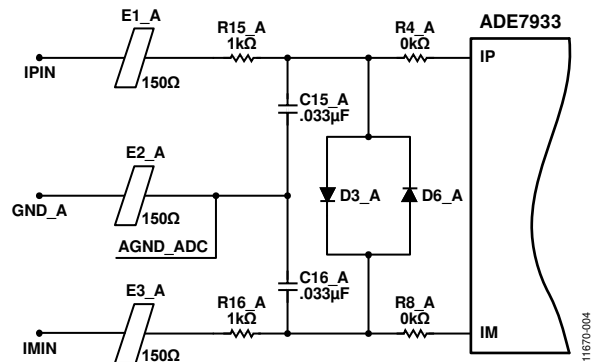 ADE7933
E1_A
R15_A
1kΩ
R4_A
0kΩ
IP
IPIN
150Ω
C15_A
.033µF
E2_A
D3_A
D6_A
GND_A
150Ω
AGND_ADC
C16_A
.033µF
E3_A
R16_A
1kΩ
R8_A
0kΩ
IM
IMIN
150Ω
11670-004